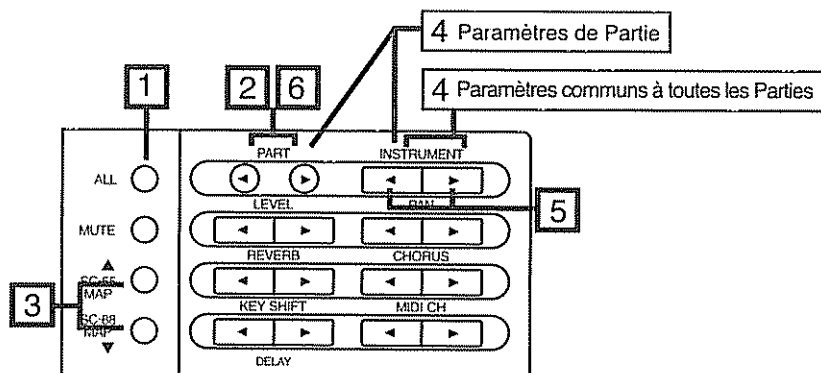 4 Paramètres de Partie
1
2 6
4 Paramètres communs à toutes les Parties
PART INSTRUMENT
ALL
LEVEL PAN
5
MUTE
REVERB CHORUS
SC-55
MAP
3
KEY SHIFT MIDI CH
SC-88
MAP
DELAY